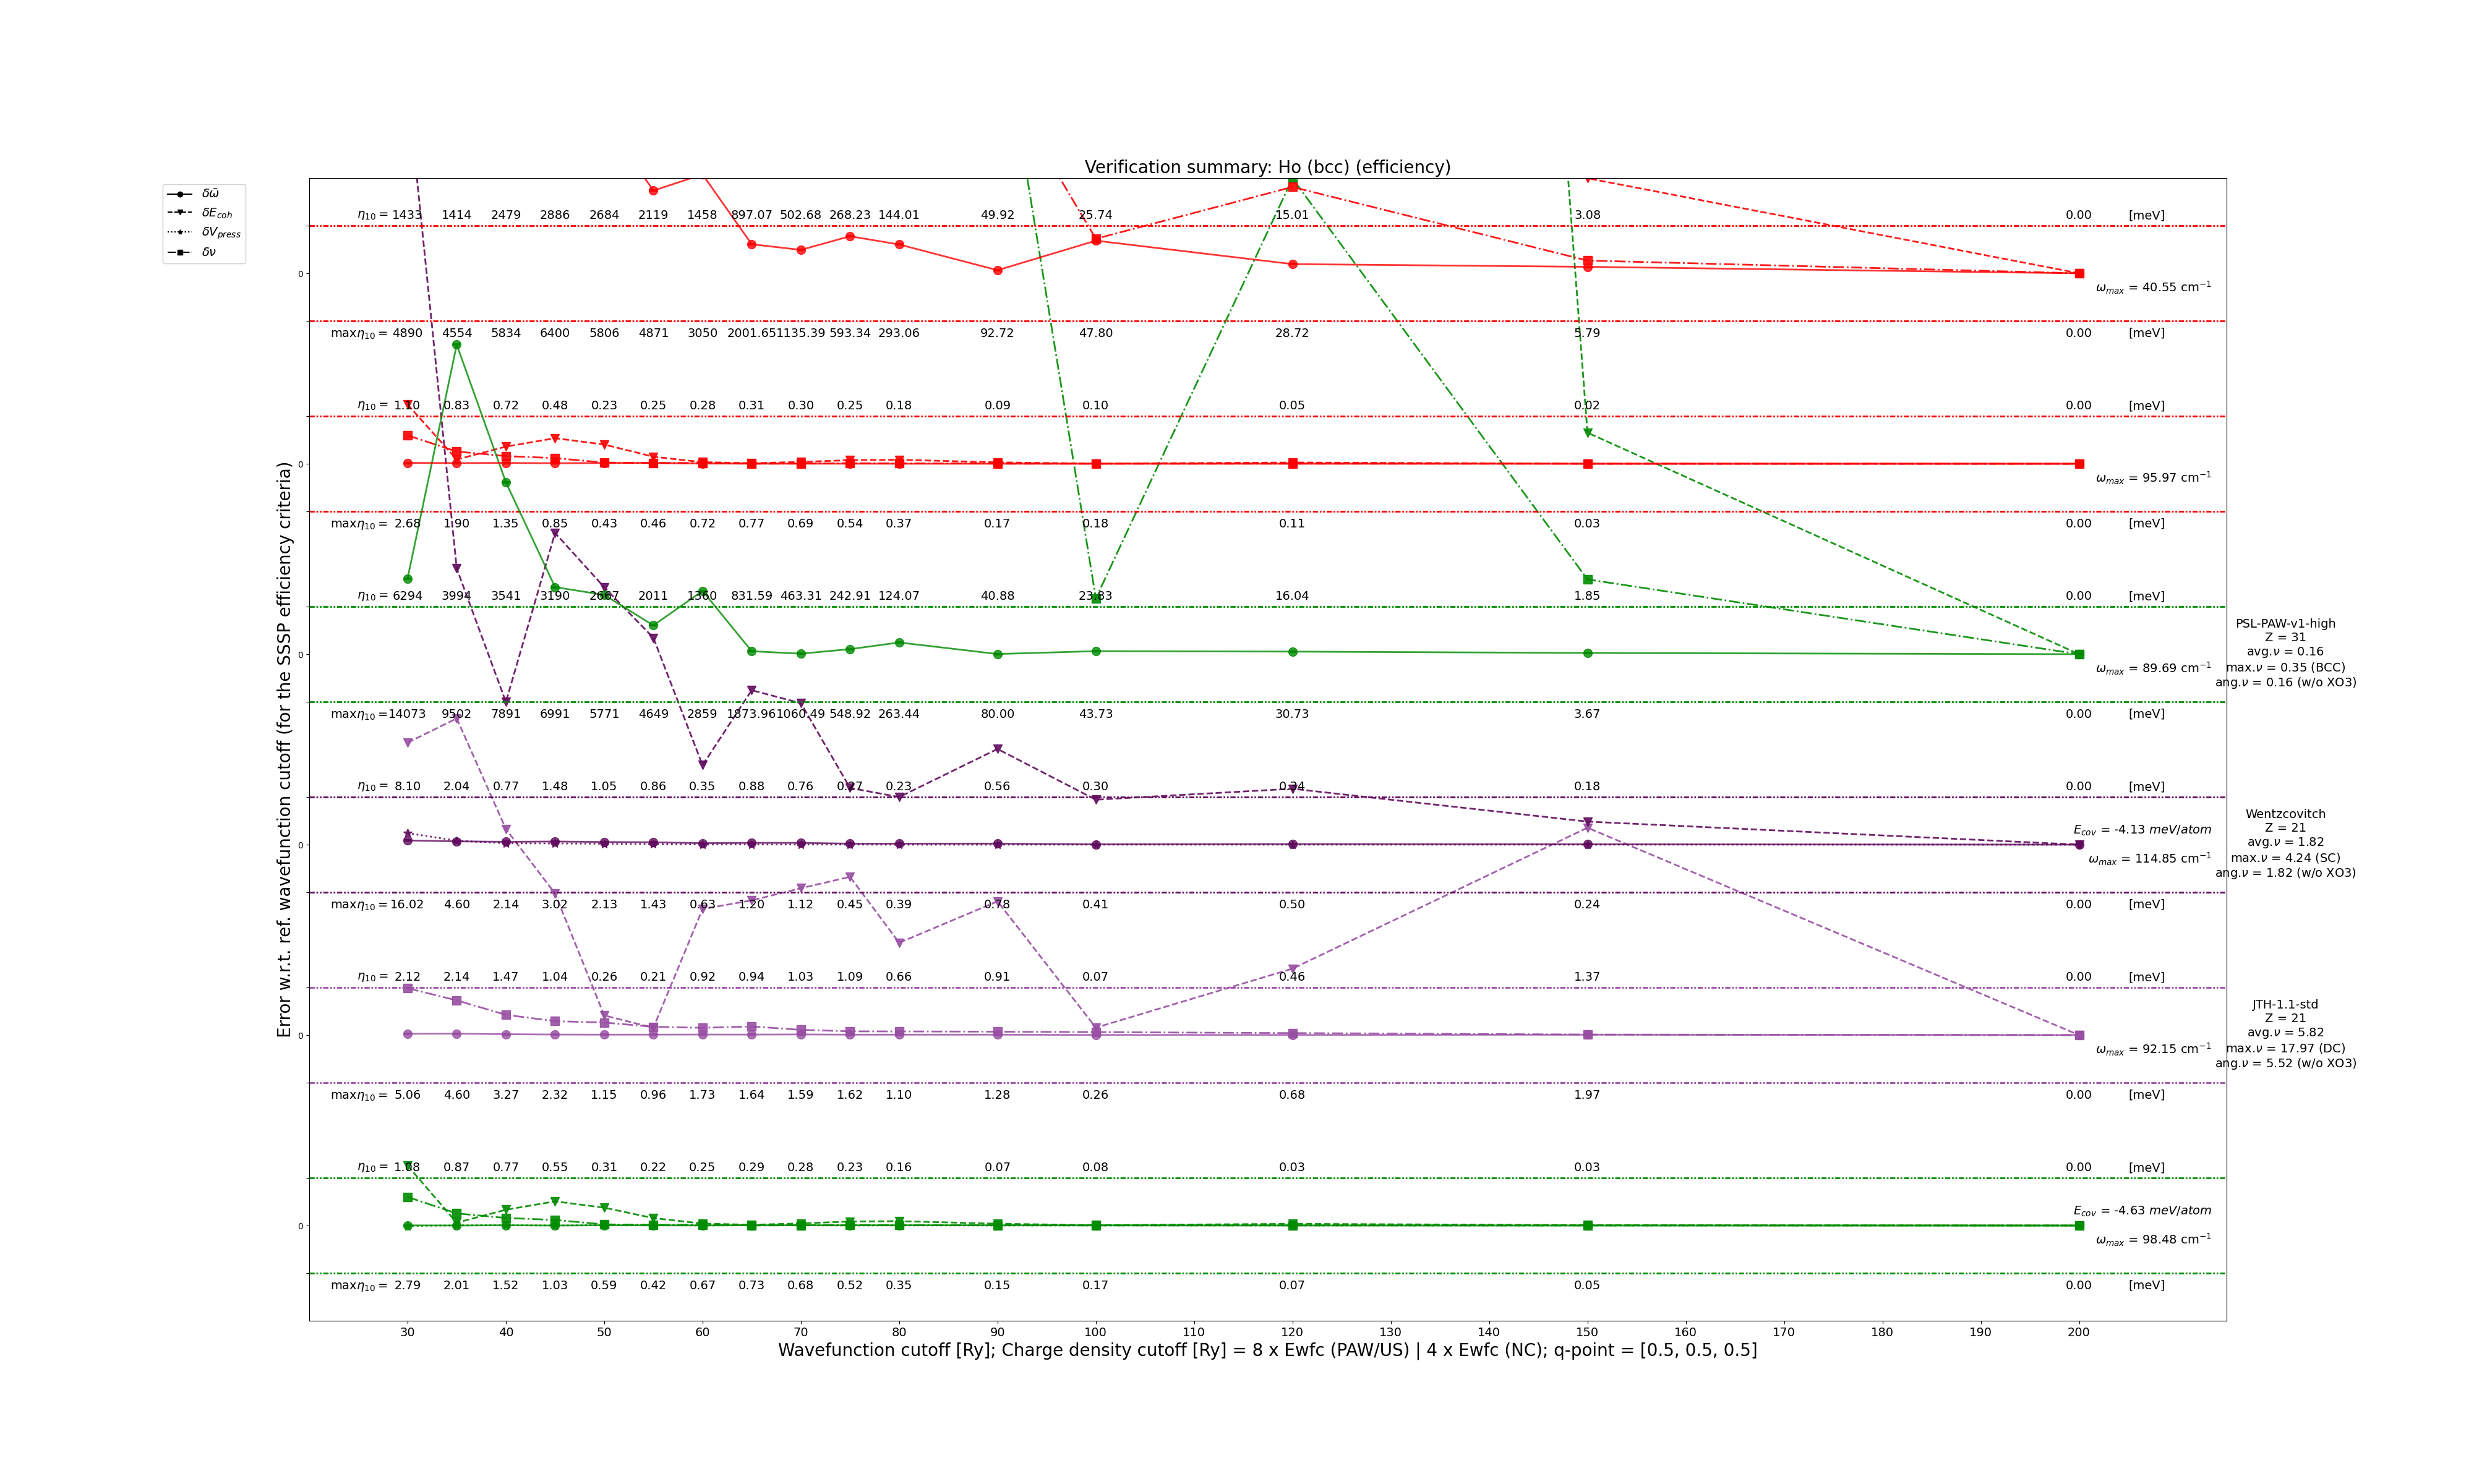 Verification summary: Ho (bcc) (efficiency)
δω̄
δE_coh
δV_press
δν
Error w.r.t. ref. wavefunction cutoff (for the SSSP efficiency criteria)
η₁₀ = 1433 1414 2479 2886 2684 2119 1458 897.07 502.68 268.23 144.01 49.92 25.74 15.01 3.08 0.00 [meV]
0
ω_max = 40.55 cm⁻¹
maxη₁₀ = 4890 4554 5834 6400 5806 4871 3050 2001.65 1135.39 593.34 293.06 92.72 47.80 28.72 5.79 0.00 [meV]
η₁₀ = 1.10 0.83 0.72 0.48 0.23 0.25 0.28 0.31 0.30 0.25 0.18 0.09 0.10 0.05 0.02 0.00 [meV]
0
ω_max = 95.97 cm⁻¹
maxη₁₀ = 2.68 1.90 1.35 0.85 0.43 0.46 0.72 0.77 0.69 0.54 0.37 0.17 0.18 0.11 0.03 0.00 [meV]
η₁₀ = 6294 3994 3541 3190 2667 2011 1360 831.59 463.31 242.91 124.07 40.88 23.83 16.04 1.85 0.00 [meV]
0
ω_max = 89.69 cm⁻¹
PSL-PAW-v1-high
Z = 31
avg.ν = 0.16
max.ν = 0.35 (BCC)
ang.ν = 0.16 (w/o XO3)
maxη₁₀ = 14073 9502 7891 6991 5771 4649 2859 1873.96 1060.49 548.92 263.44 80.00 43.73 30.73 3.67 0.00 [meV]
η₁₀ = 8.10 2.04 0.77 1.48 1.05 0.86 0.35 0.88 0.76 0.27 0.23 0.56 0.30 0.34 0.18 0.00 [meV]
0
E_cov = -4.13 meV/atom
ω_max = 114.85 cm⁻¹
Wentzcovitch
Z = 21
avg.ν = 1.82
max.ν = 4.24 (SC)
ang.ν = 1.82 (w/o XO3)
maxη₁₀ = 16.02 4.60 2.14 3.02 2.13 1.43 0.63 1.20 1.12 0.45 0.39 0.78 0.41 0.50 0.24 0.00 [meV]
η₁₀ = 2.12 2.14 1.47 1.04 0.26 0.21 0.92 0.94 1.03 1.09 0.66 0.91 0.07 0.46 1.37 0.00 [meV]
0
ω_max = 92.15 cm⁻¹
JTH-1.1-std
Z = 21
avg.ν = 5.82
max.ν = 17.97 (DC)
ang.ν = 5.52 (w/o XO3)
maxη₁₀ = 5.06 4.60 3.27 2.32 1.15 0.96 1.73 1.64 1.59 1.62 1.10 1.28 0.26 0.68 1.97 0.00 [meV]
η₁₀ = 1.08 0.87 0.77 0.55 0.31 0.22 0.25 0.29 0.28 0.23 0.16 0.07 0.08 0.03 0.03 0.00 [meV]
0
E_cov = -4.63 meV/atom
ω_max = 98.48 cm⁻¹
maxη₁₀ = 2.79 2.01 1.52 1.03 0.59 0.42 0.67 0.73 0.68 0.52 0.35 0.15 0.17 0.07 0.05 0.00 [meV]
30 40 50 60 70 80 90 100 110 120 130 140 150 160 170 180 190 200
Wavefunction cutoff [Ry]; Charge density cutoff [Ry] = 8 x Ewfc (PAW/US) | 4 x Ewfc (NC); q-point = [0.5, 0.5, 0.5]